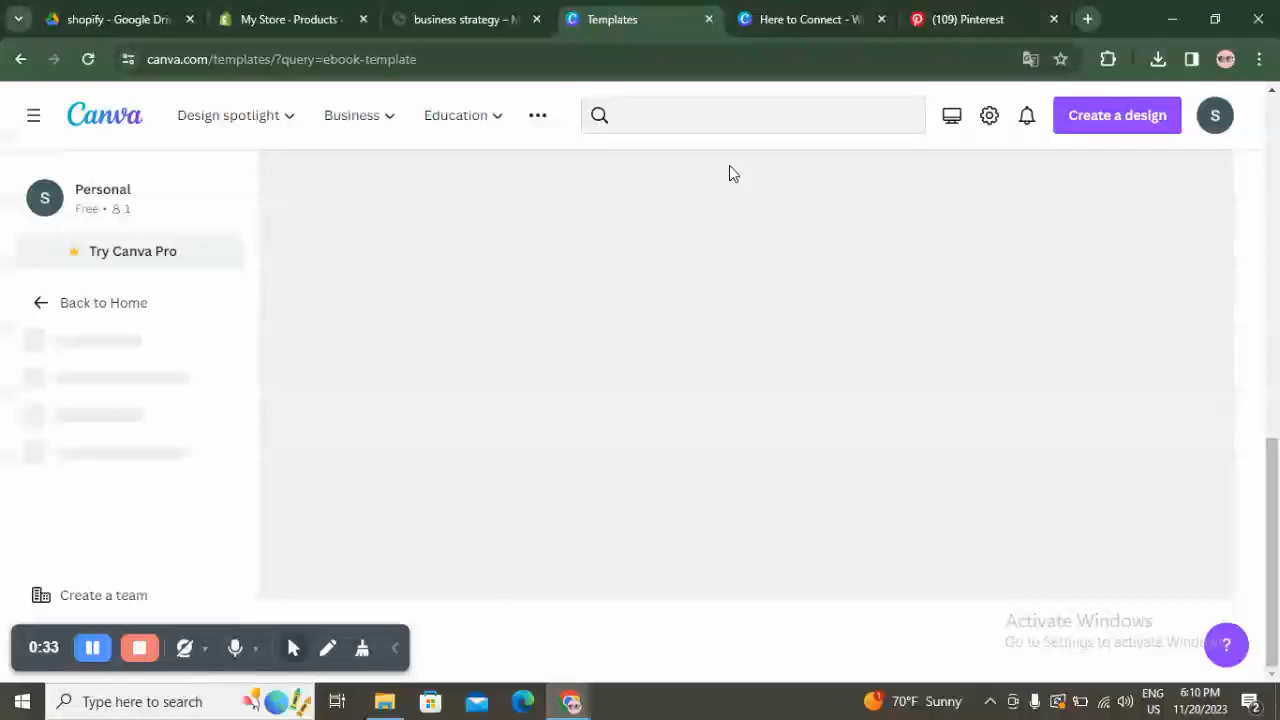 shopify - Google Dri
My Store - Products
business strategy – M
Templates
Here to Connect - W
(109) Pinterest
canva.com/templates/?query=ebook-template
Canva
Design spotlight
Business
Education
Create a design
S
S
Personal
Free • 1
Try Canva Pro
Back to Home
Create a team
0:33
Activate Windows
Go to Settings to activate Windows
?
Type here to search
70°F Sunny
ENG
US
6:10 PM
11/20/2023
2